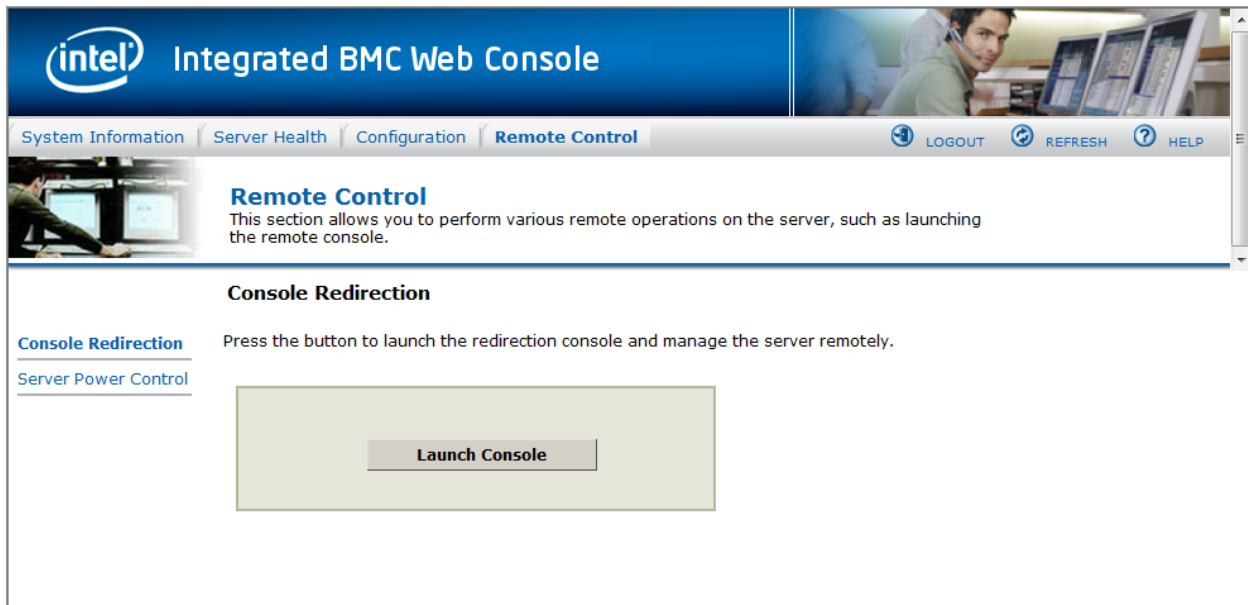 intel Integrated BMC Web Console
System Information Server Health Configuration Remote Control LOGOUT REFRESH HELP
Remote Control
This section allows you to perform various remote operations on the server, such as launching
the remote console.
Console Redirection
Console Redirection
Server Power Control
Press the button to launch the redirection console and manage the server remotely.
Launch Console